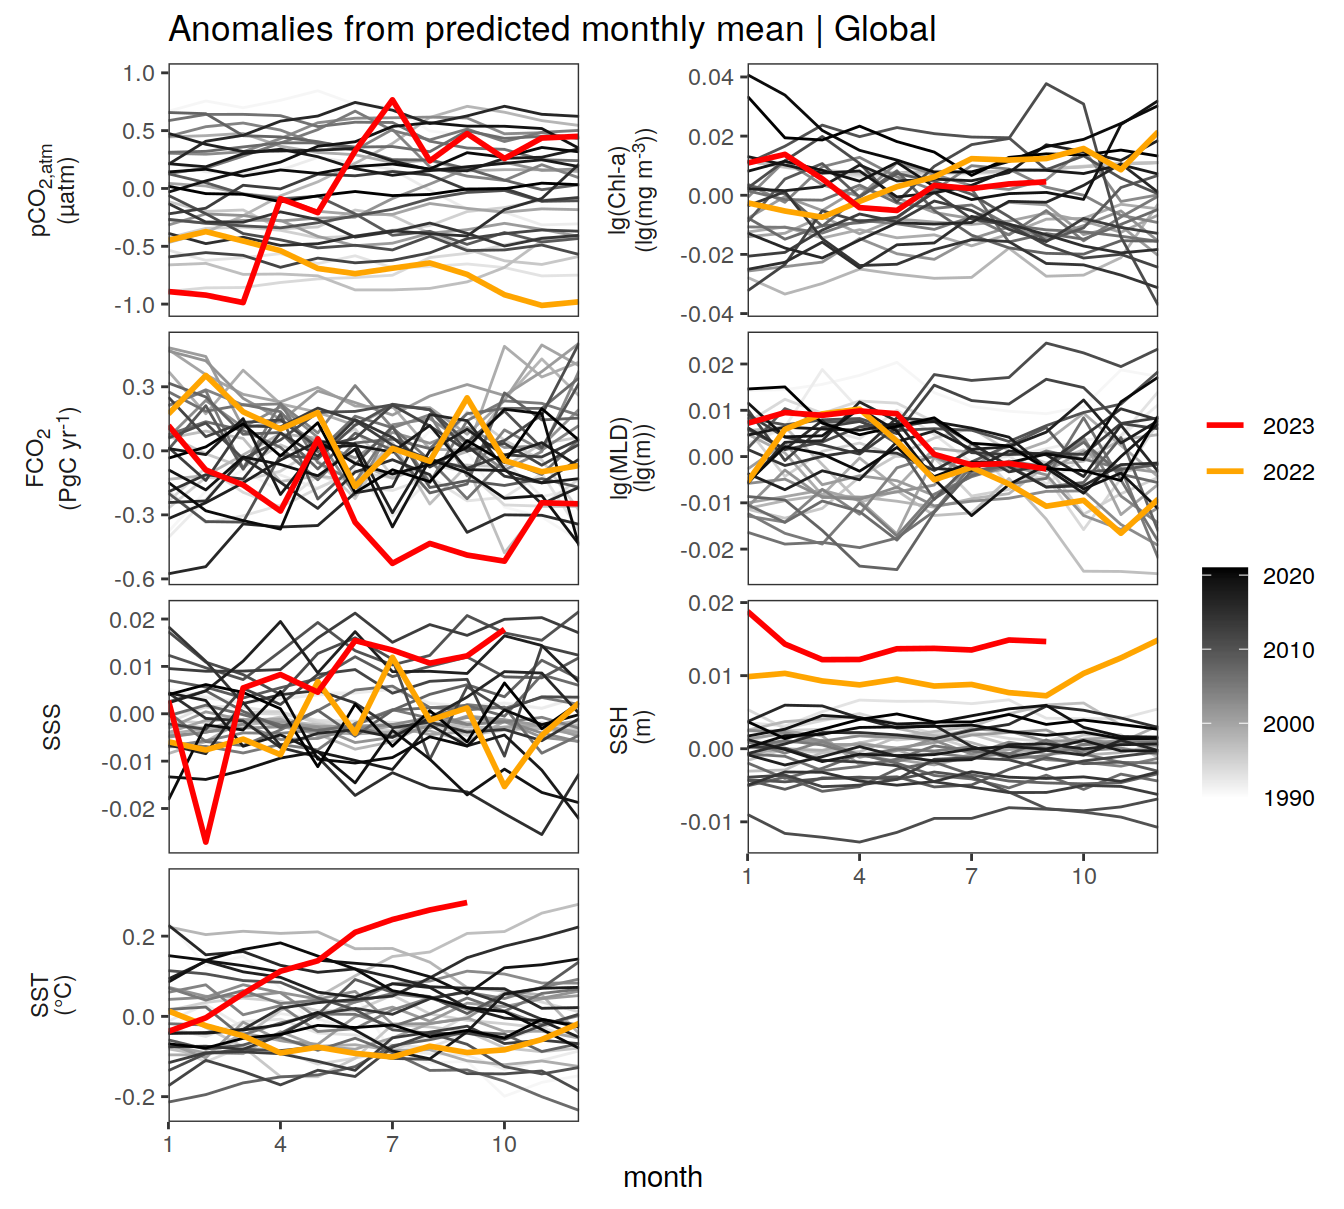 Anomalies from predicted monthly mean | Global
pCO2,atm
(µatm)
1.0
0.5
0.0
-0.5
-1.0
lg(Chl-a)
(lg(mg m-3))
0.04
0.02
0.00
-0.02
-0.04
FCO2
(PgC yr-1)
0.3
0.0
-0.3
-0.6
lg(MLD)
(lg(m))
0.02
0.01
0.00
-0.01
-0.02
SSS
0.02
0.01
0.00
-0.01
-0.02
SSH
(m)
0.02
0.01
0.00
-0.01
1 4 7 10
SST
(°C)
0.2
0.0
-0.2
1 4 7 10
month
2023
2022
2020
2010
2000
1990